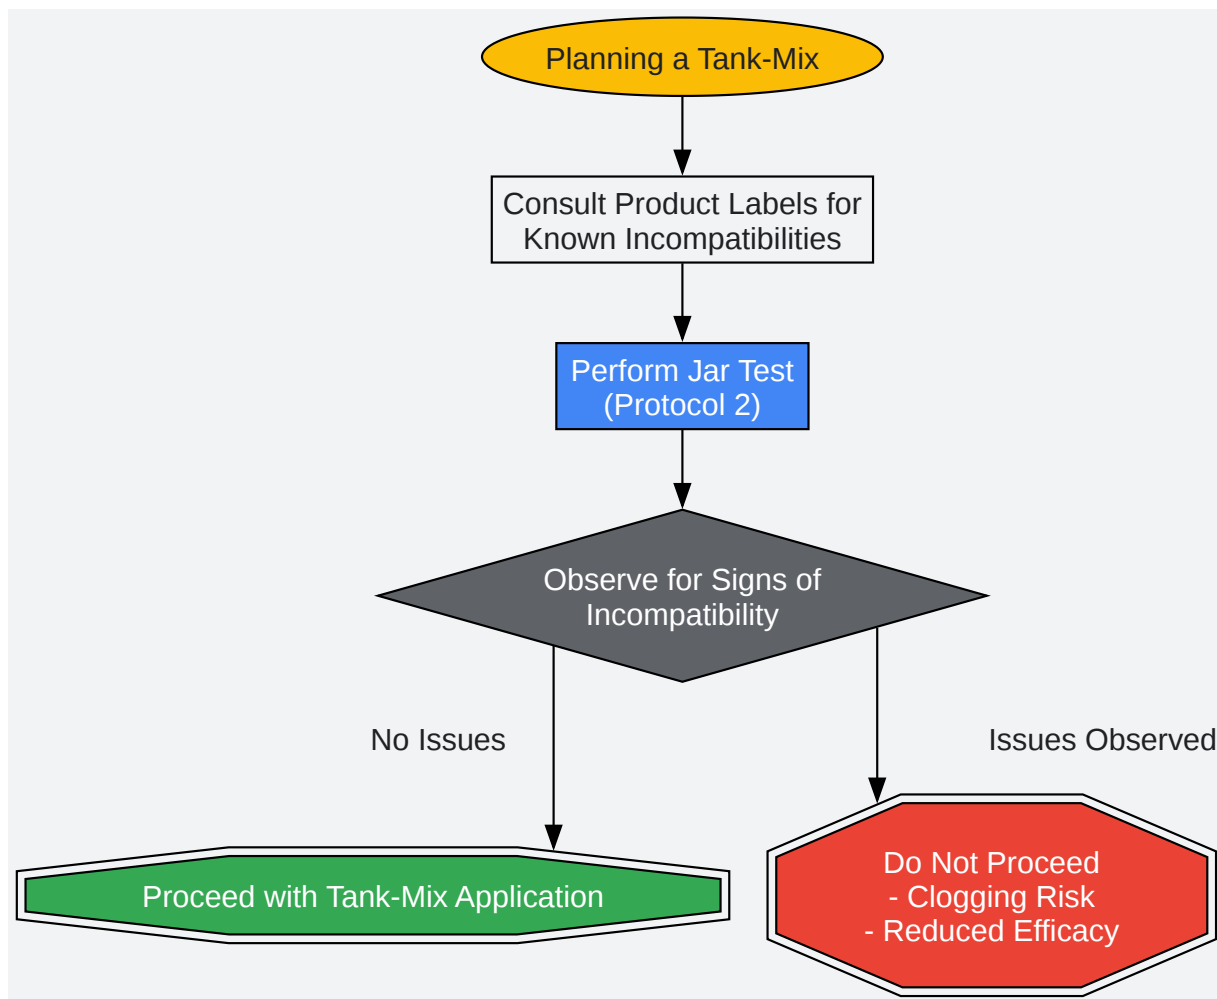 Planning a Tank-Mix
Consult Product Labels for
Known Incompatibilities
Perform Jar Test
(Protocol 2)
Observe for Signs of
Incompatibility
No Issues
Issues Observed
Proceed with Tank-Mix Application
Do Not Proceed
- Clogging Risk
- Reduced Efficacy